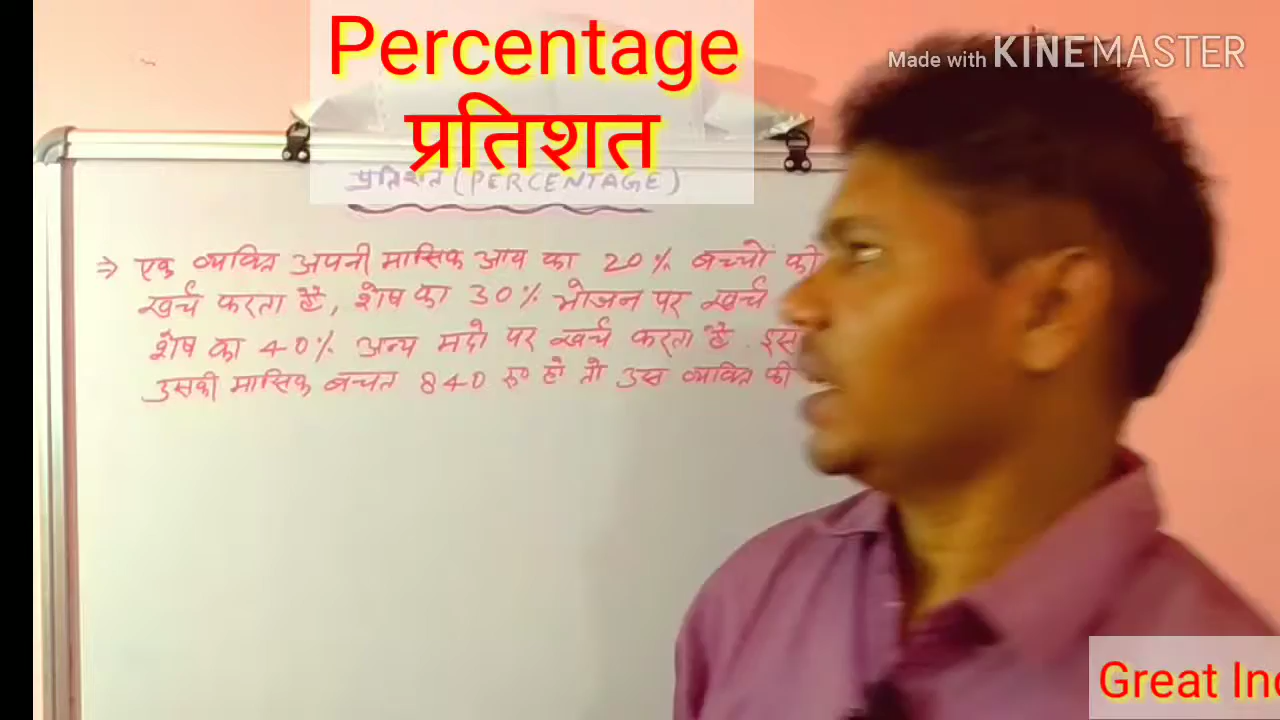 Percentage
Made with KINEMASTER
प्रतिशत
प्रतिशत (PERCENTAGE)
⇒ एक व्यक्ति अपनी मासिक आय का 20% बच्चों की
खर्च करता है, शेष का 30% भोजन पर खर्च
शेष का 40% अन्य मदो पर खर्च करता है. इस
उसकी मासिक बचत 840 रू हो तो उस व्यक्ति की
Great Ind